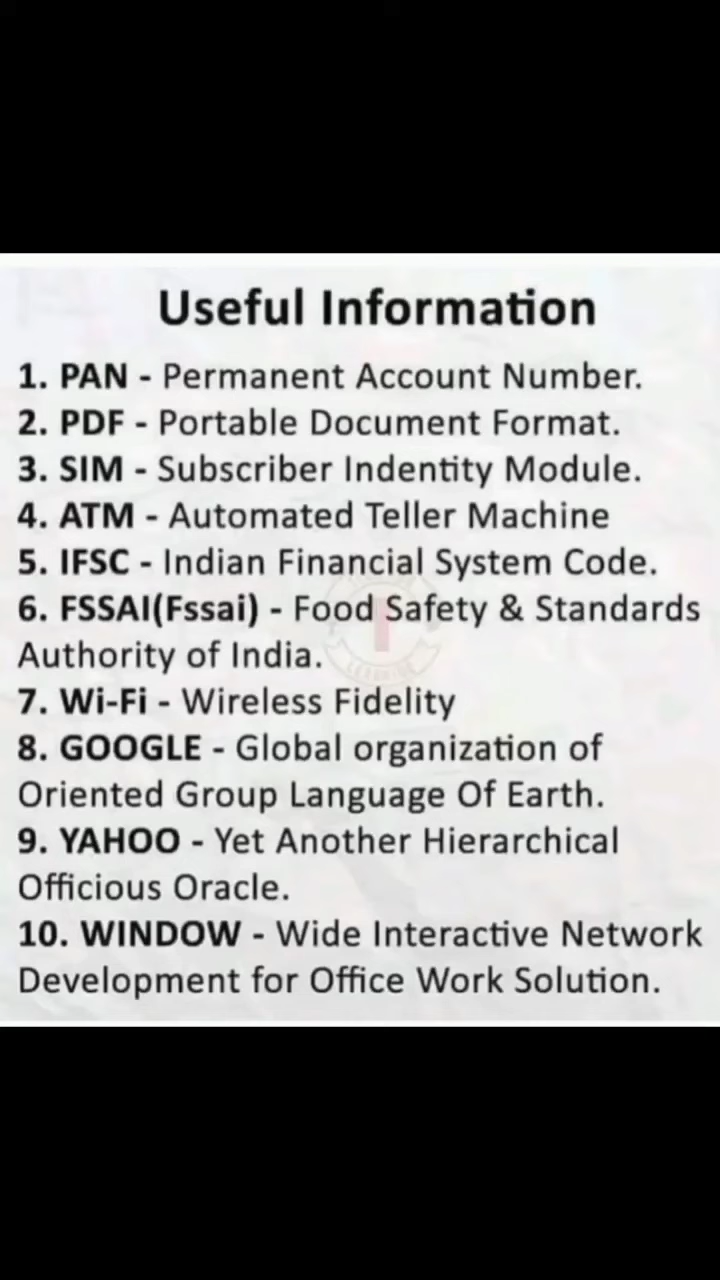 Useful Information
1. PAN - Permanent Account Number.
2. PDF - Portable Document Format.
3. SIM - Subscriber Indentity Module.
4. ATM - Automated Teller Machine
5. IFSC - Indian Financial System Code.
6. FSSAI(Fssai) - Food Safety & Standards
Authority of India.
7. Wi-Fi - Wireless Fidelity
8. GOOGLE - Global organization of
Oriented Group Language Of Earth.
9. YAHOO - Yet Another Hierarchical
Officious Oracle.
10. WINDOW - Wide Interactive Network
Development for Office Work Solution.